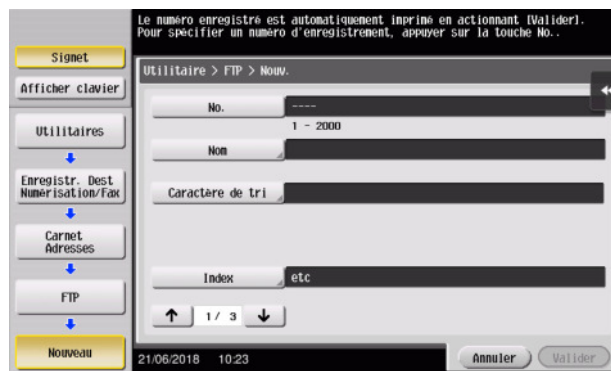 Le numéro enregistré est automatiquement imprimé en actionnant [Valider].
Pour spécifier un numéro d'enregistrement, appuyer sur la touche No..
Signet
Afficher clavier
Utilitaires
Enregistr. Dest
Numérisation/Fax
Carnet
Adresses
FTP
Nouveau
Utilitaire > FTP > Nouv.
No.
----
1 - 2000
Nom
Caractère de tri
Index
etc
1/ 3
21/06/2018 10:23
Annuler
Valider